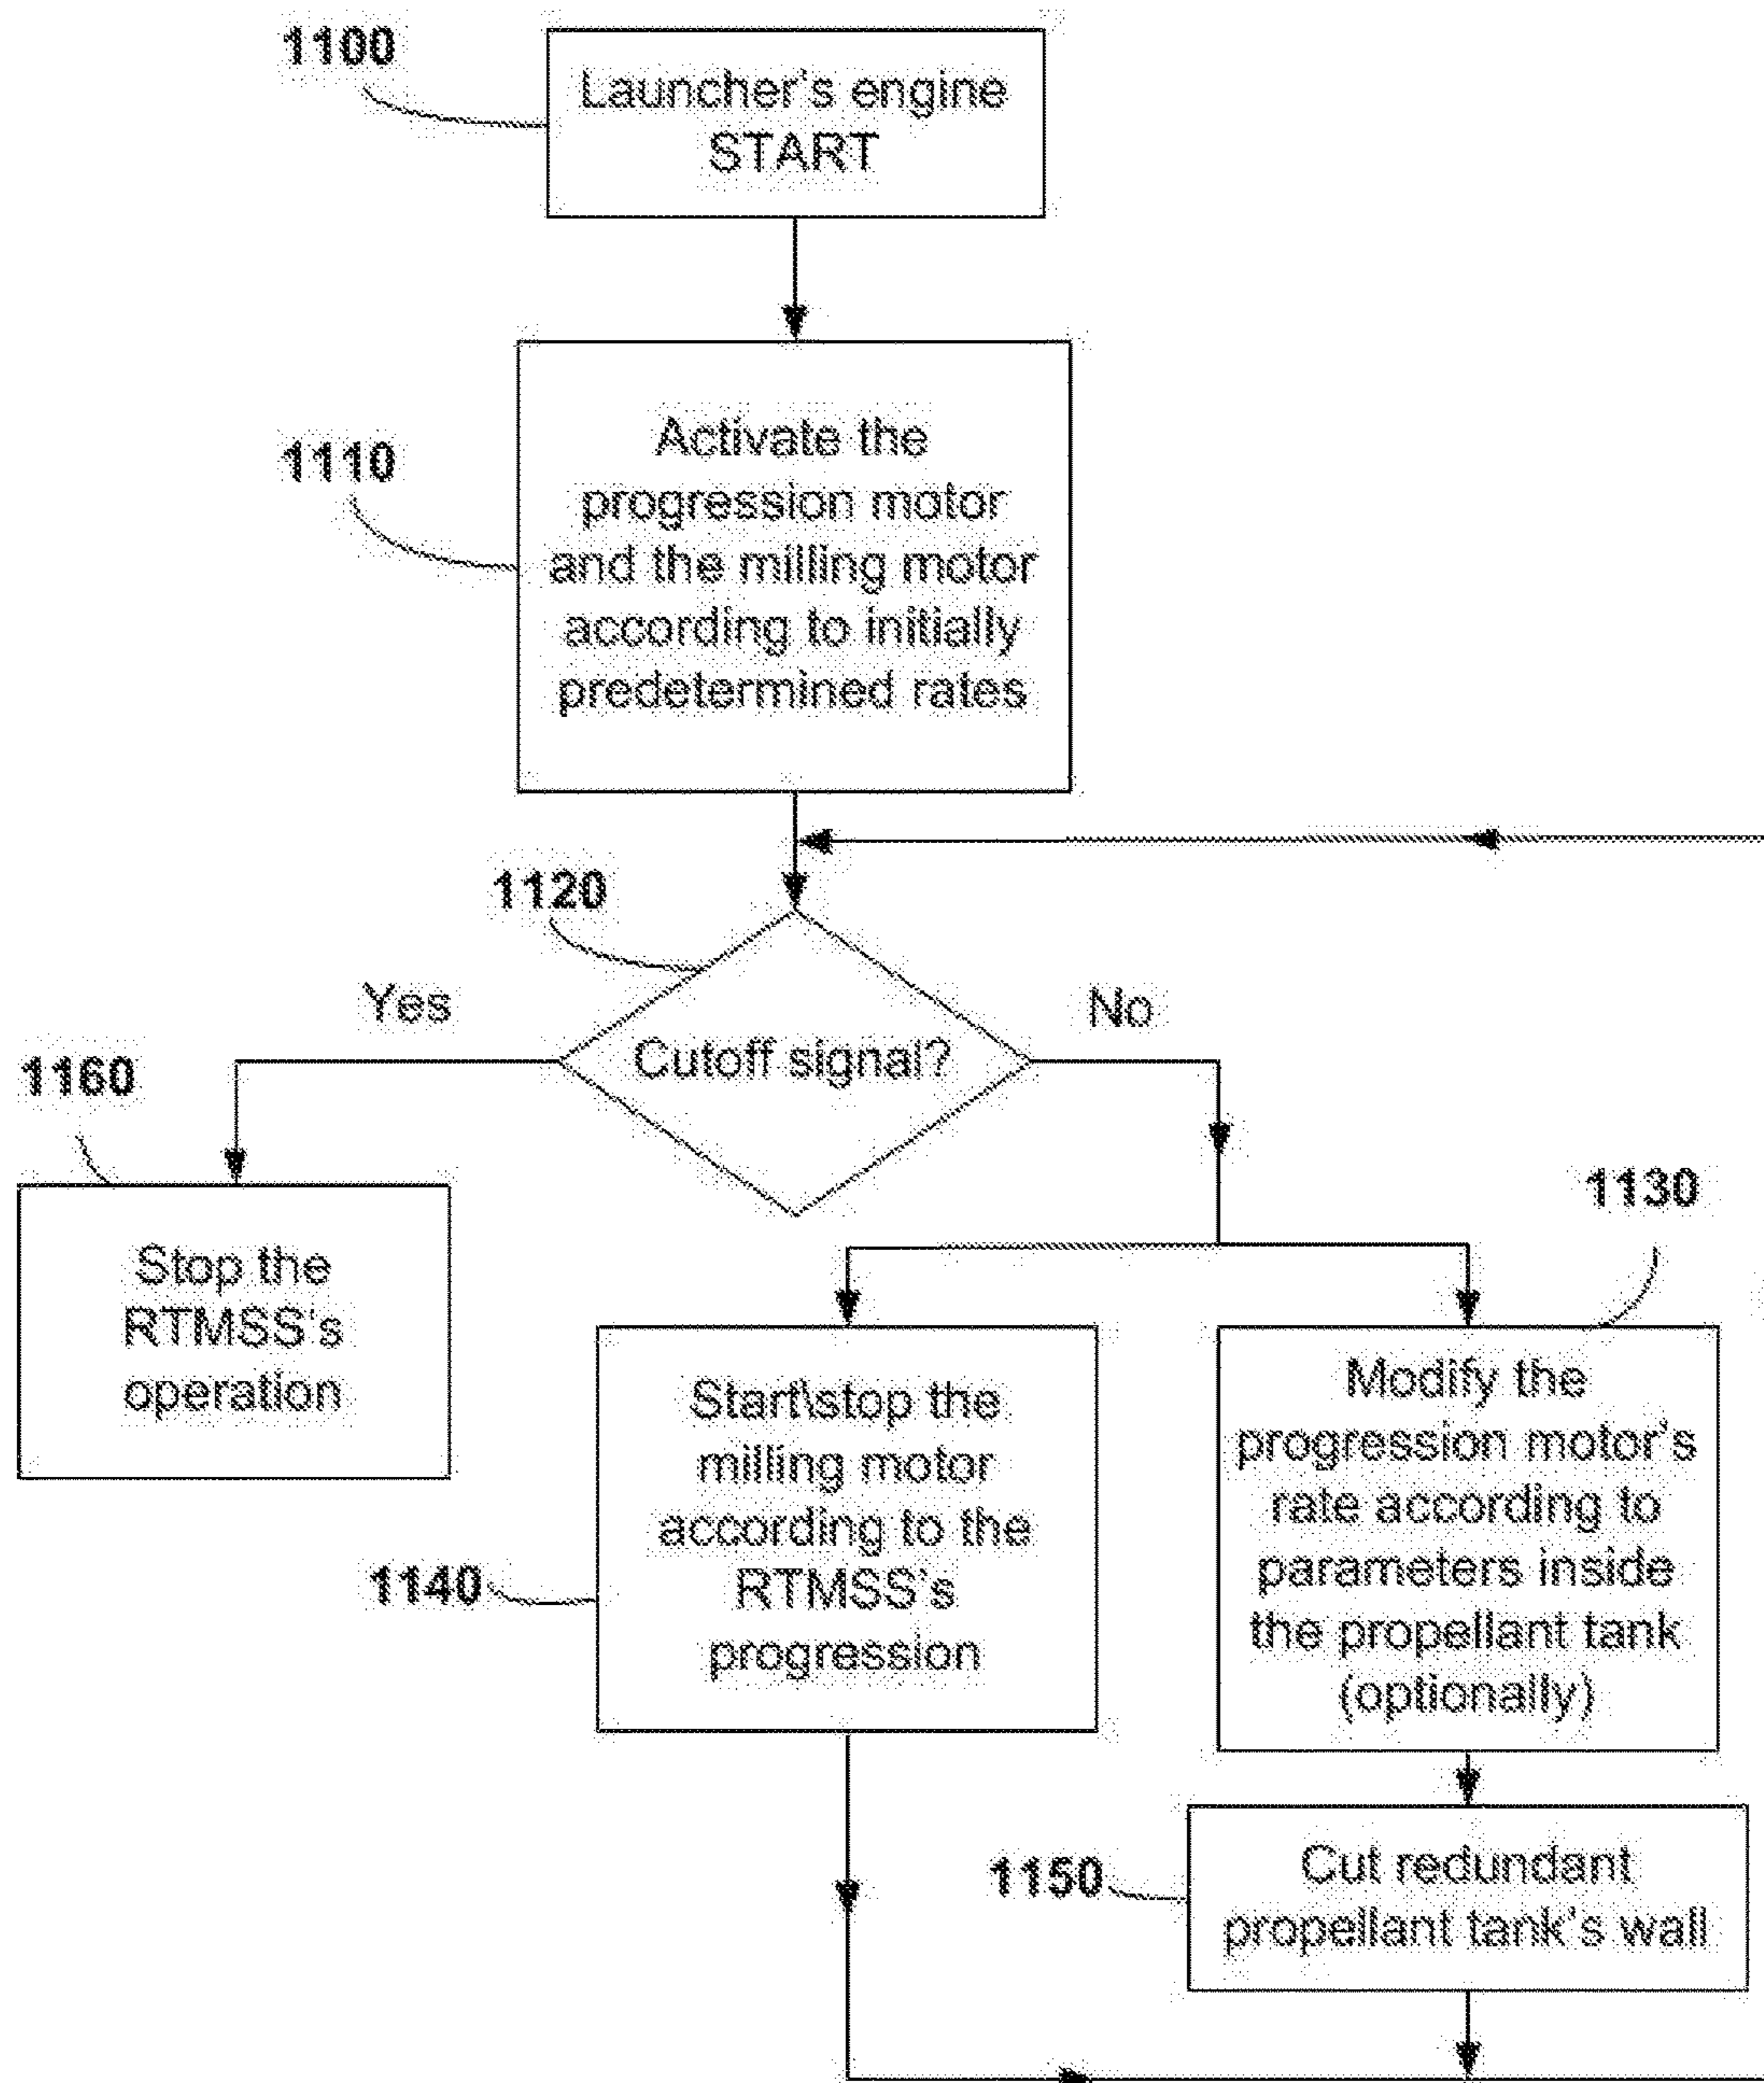 1100
Launcher's engine
START
1110
Activate the
progression motor
and the milling motor
according to initially
predetermined rates
1120
Yes
No
Cutoff signal?
1160
Stop the
RTMSS's
operation
1130
Modify the
progression motor's
rate according to
parameters inside
the propellant tank
(optionally)
1140
Start\stop the
milling motor
according to the
RTMSS's
progression
1150
Cut redundant
propellant tank's wall